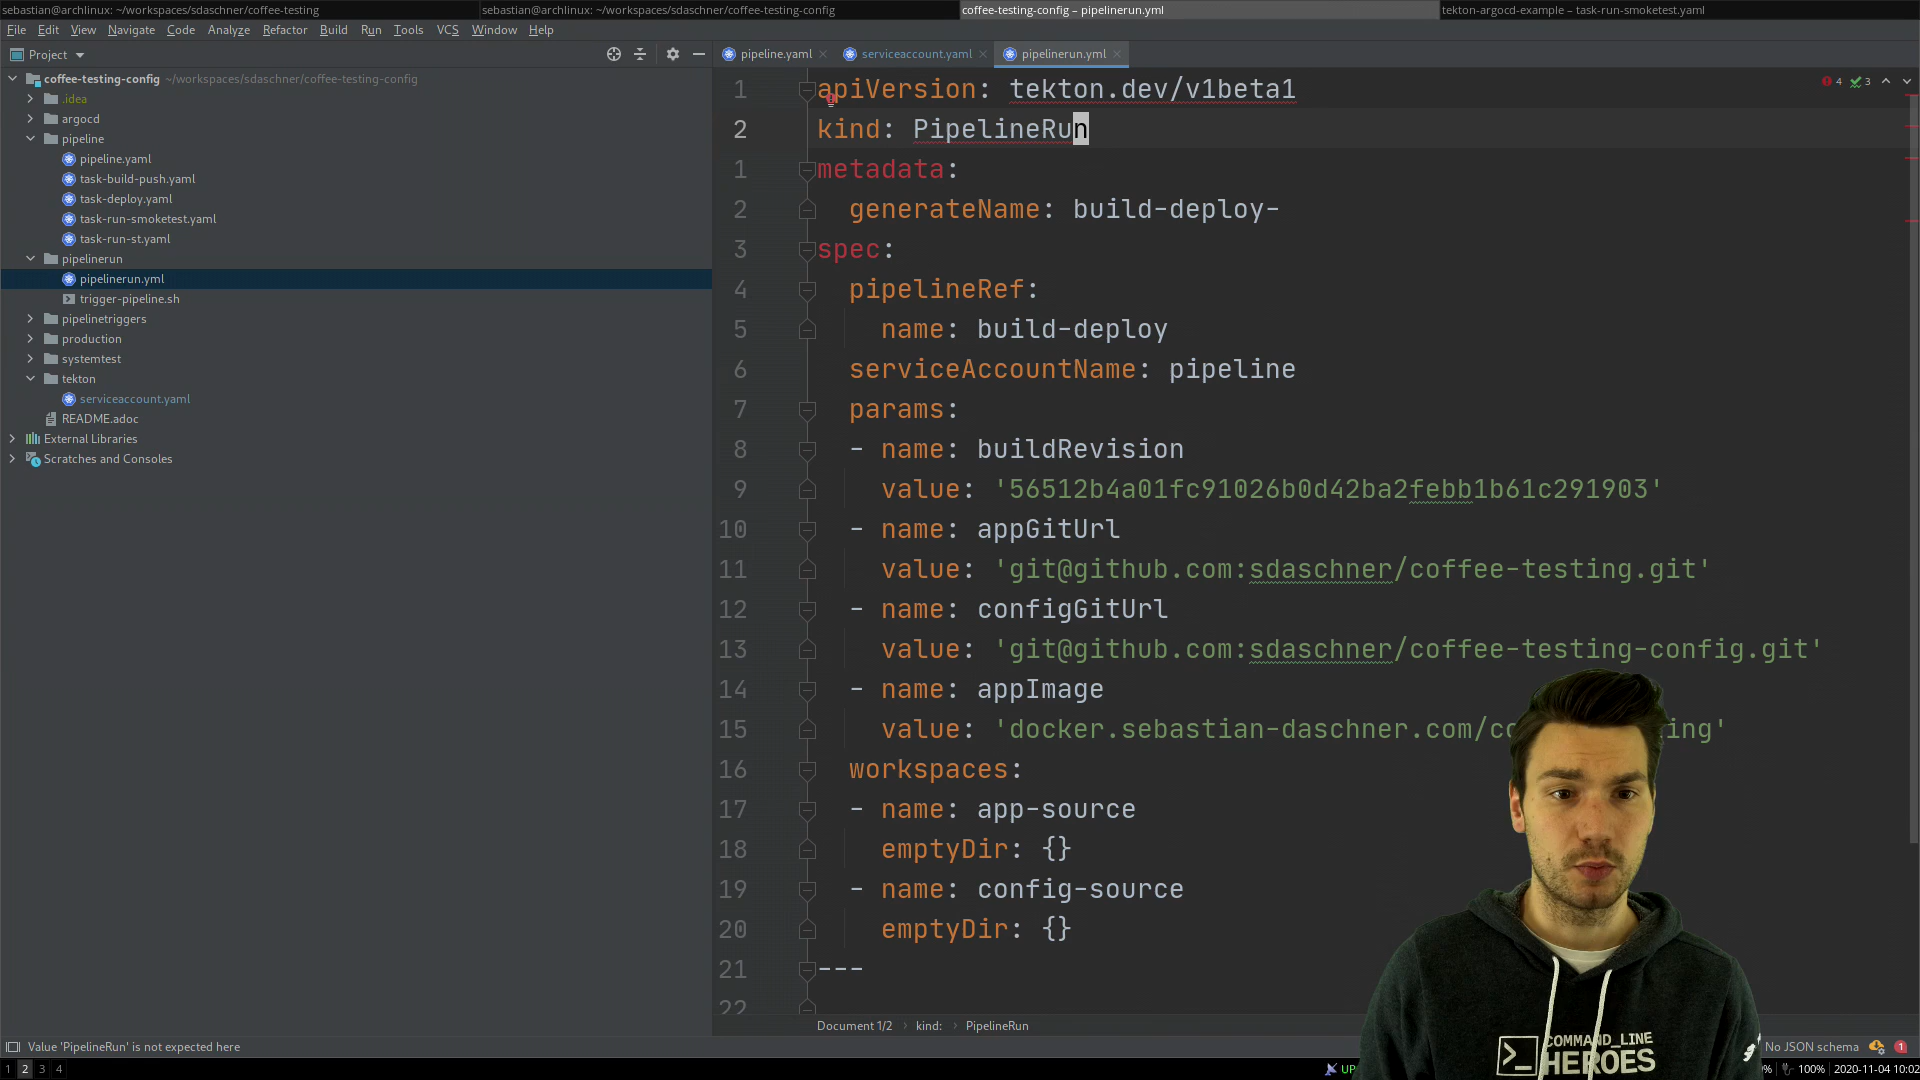 sebastian@archlinux: ~/workspaces/sdaschner/coffee-testing
sebastian@archlinux: ~/workspaces/sdaschner/coffee-testing-config
coffee-testing-config – pipelinerun.yml
tekton-argocd-example – task-run-smoketest.yaml
File Edit View Navigate Code Analyze Refactor Build Run Tools VCS Window Help
Project
pipeline.yaml
serviceaccount.yaml
pipelinerun.yml
coffee-testing-config ~/workspaces/sdaschner/coffee-testing-config
.idea
argocd
pipeline
pipeline.yaml
task-build-push.yaml
task-deploy.yaml
task-run-smoketest.yaml
task-run-st.yaml
pipelinerun
pipelinerun.yml
trigger-pipeline.sh
pipelinetriggers
production
systemtest
tekton
serviceaccount.yaml
README.adoc
External Libraries
Scratches and Consoles
4 3
1 apiVersion: tekton.dev/v1beta1
2 kind: PipelineRun
1 metadata:
2 generateName: build-deploy-
3 spec:
4 pipelineRef:
5 name: build-deploy
6 serviceAccountName: pipeline
7 params:
8 - name: buildRevision
9 value: '56512b4a01fc91026b0d42ba2febb1b61c291903'
10 - name: appGitUrl
11 value: 'git@github.com:sdaschner/coffee-testing.git'
12 - name: configGitUrl
13 value: 'git@github.com:sdaschner/coffee-testing-config.git'
14 - name: appImage
15 value: 'docker.sebastian-daschner.com/co ing'
16 workspaces:
17 - name: app-source
18 emptyDir: {}
19 - name: config-source
20 emptyDir: {}
21 ---
22
Document 1/2 › kind: › PipelineRun
Value 'PipelineRun' is not expected here
No JSON schema
1
1 2 3 4
UP
% 100% 2020-11-04 10:02
COMMAND_LINE
HEROES